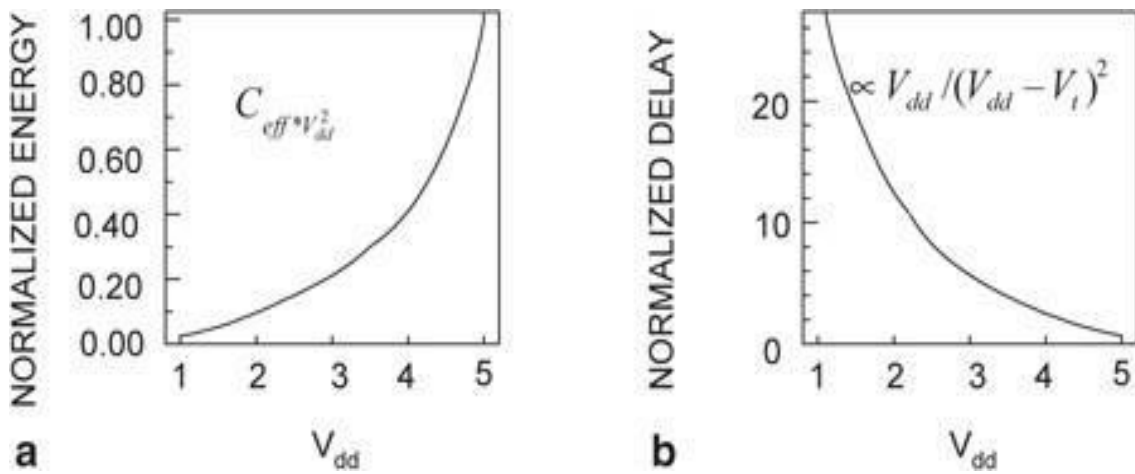 NORMALIZED ENERGY
1.00
0.80
0.60
0.40
0.20
0.00
C_eff*V_dd^2
1 2 3 4 5
V_dd
a
NORMALIZED DELAY
20
10
0
∝ V_dd /(V_dd − V_t)^2
1 2 3 4 5
V_dd
b